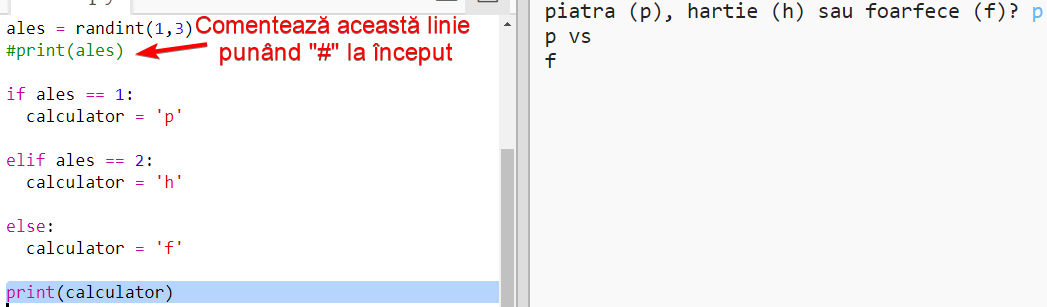 ales = randint(1,3)
Comentează această linie
punând "#" la început
#print(ales)
if ales == 1:
  calculator = 'p'
elif ales == 2:
  calculator = 'h'
else:
  calculator = 'f'
print(calculator)
piatra (p), hartie (h) sau foarfece (f)? p
p vs
f